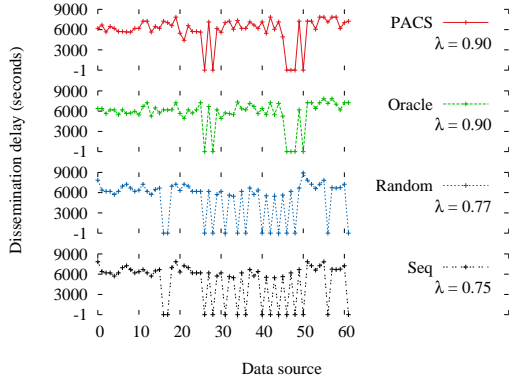 Dissemination delay (seconds)
9000
6000
3000
-1
PACS
λ = 0.90
9000
6000
3000
-1
Oracle
λ = 0.90
9000
6000
3000
-1
Random
λ = 0.77
9000
6000
3000
-1
Seq
λ = 0.75
0 10 20 30 40 50 60
Data source